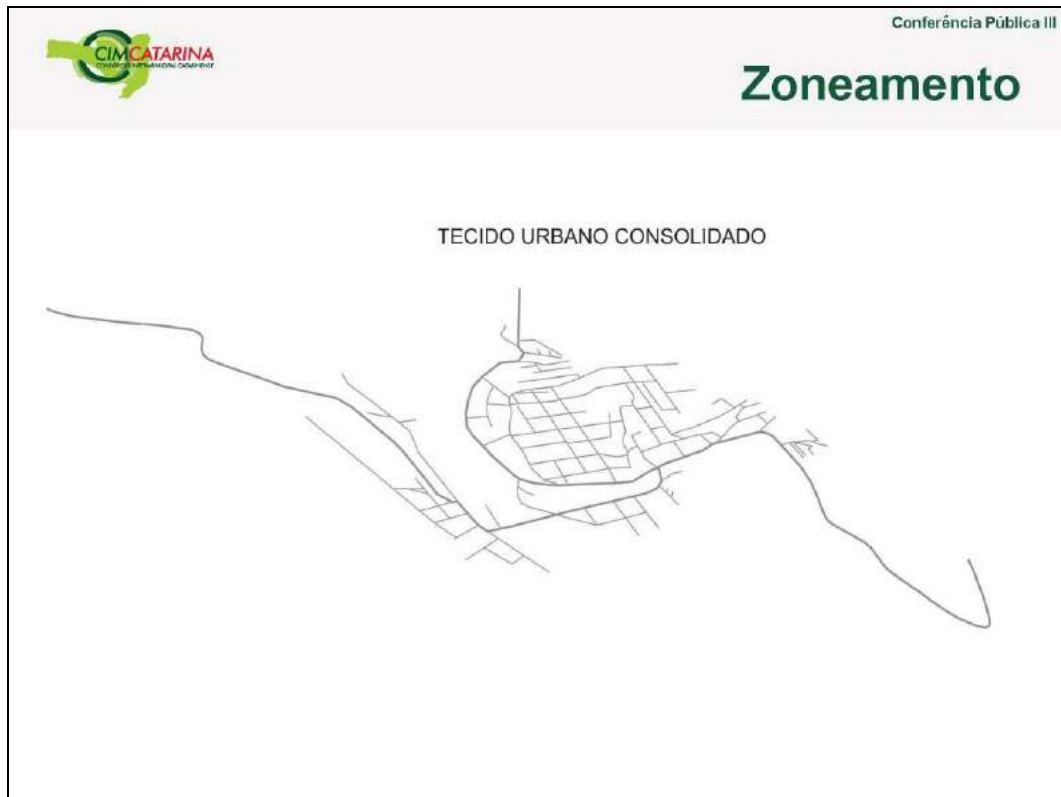 Conferência Pública III
CIMCATARINA
Zoneamento
TECIDO URBANO CONSOLIDADO